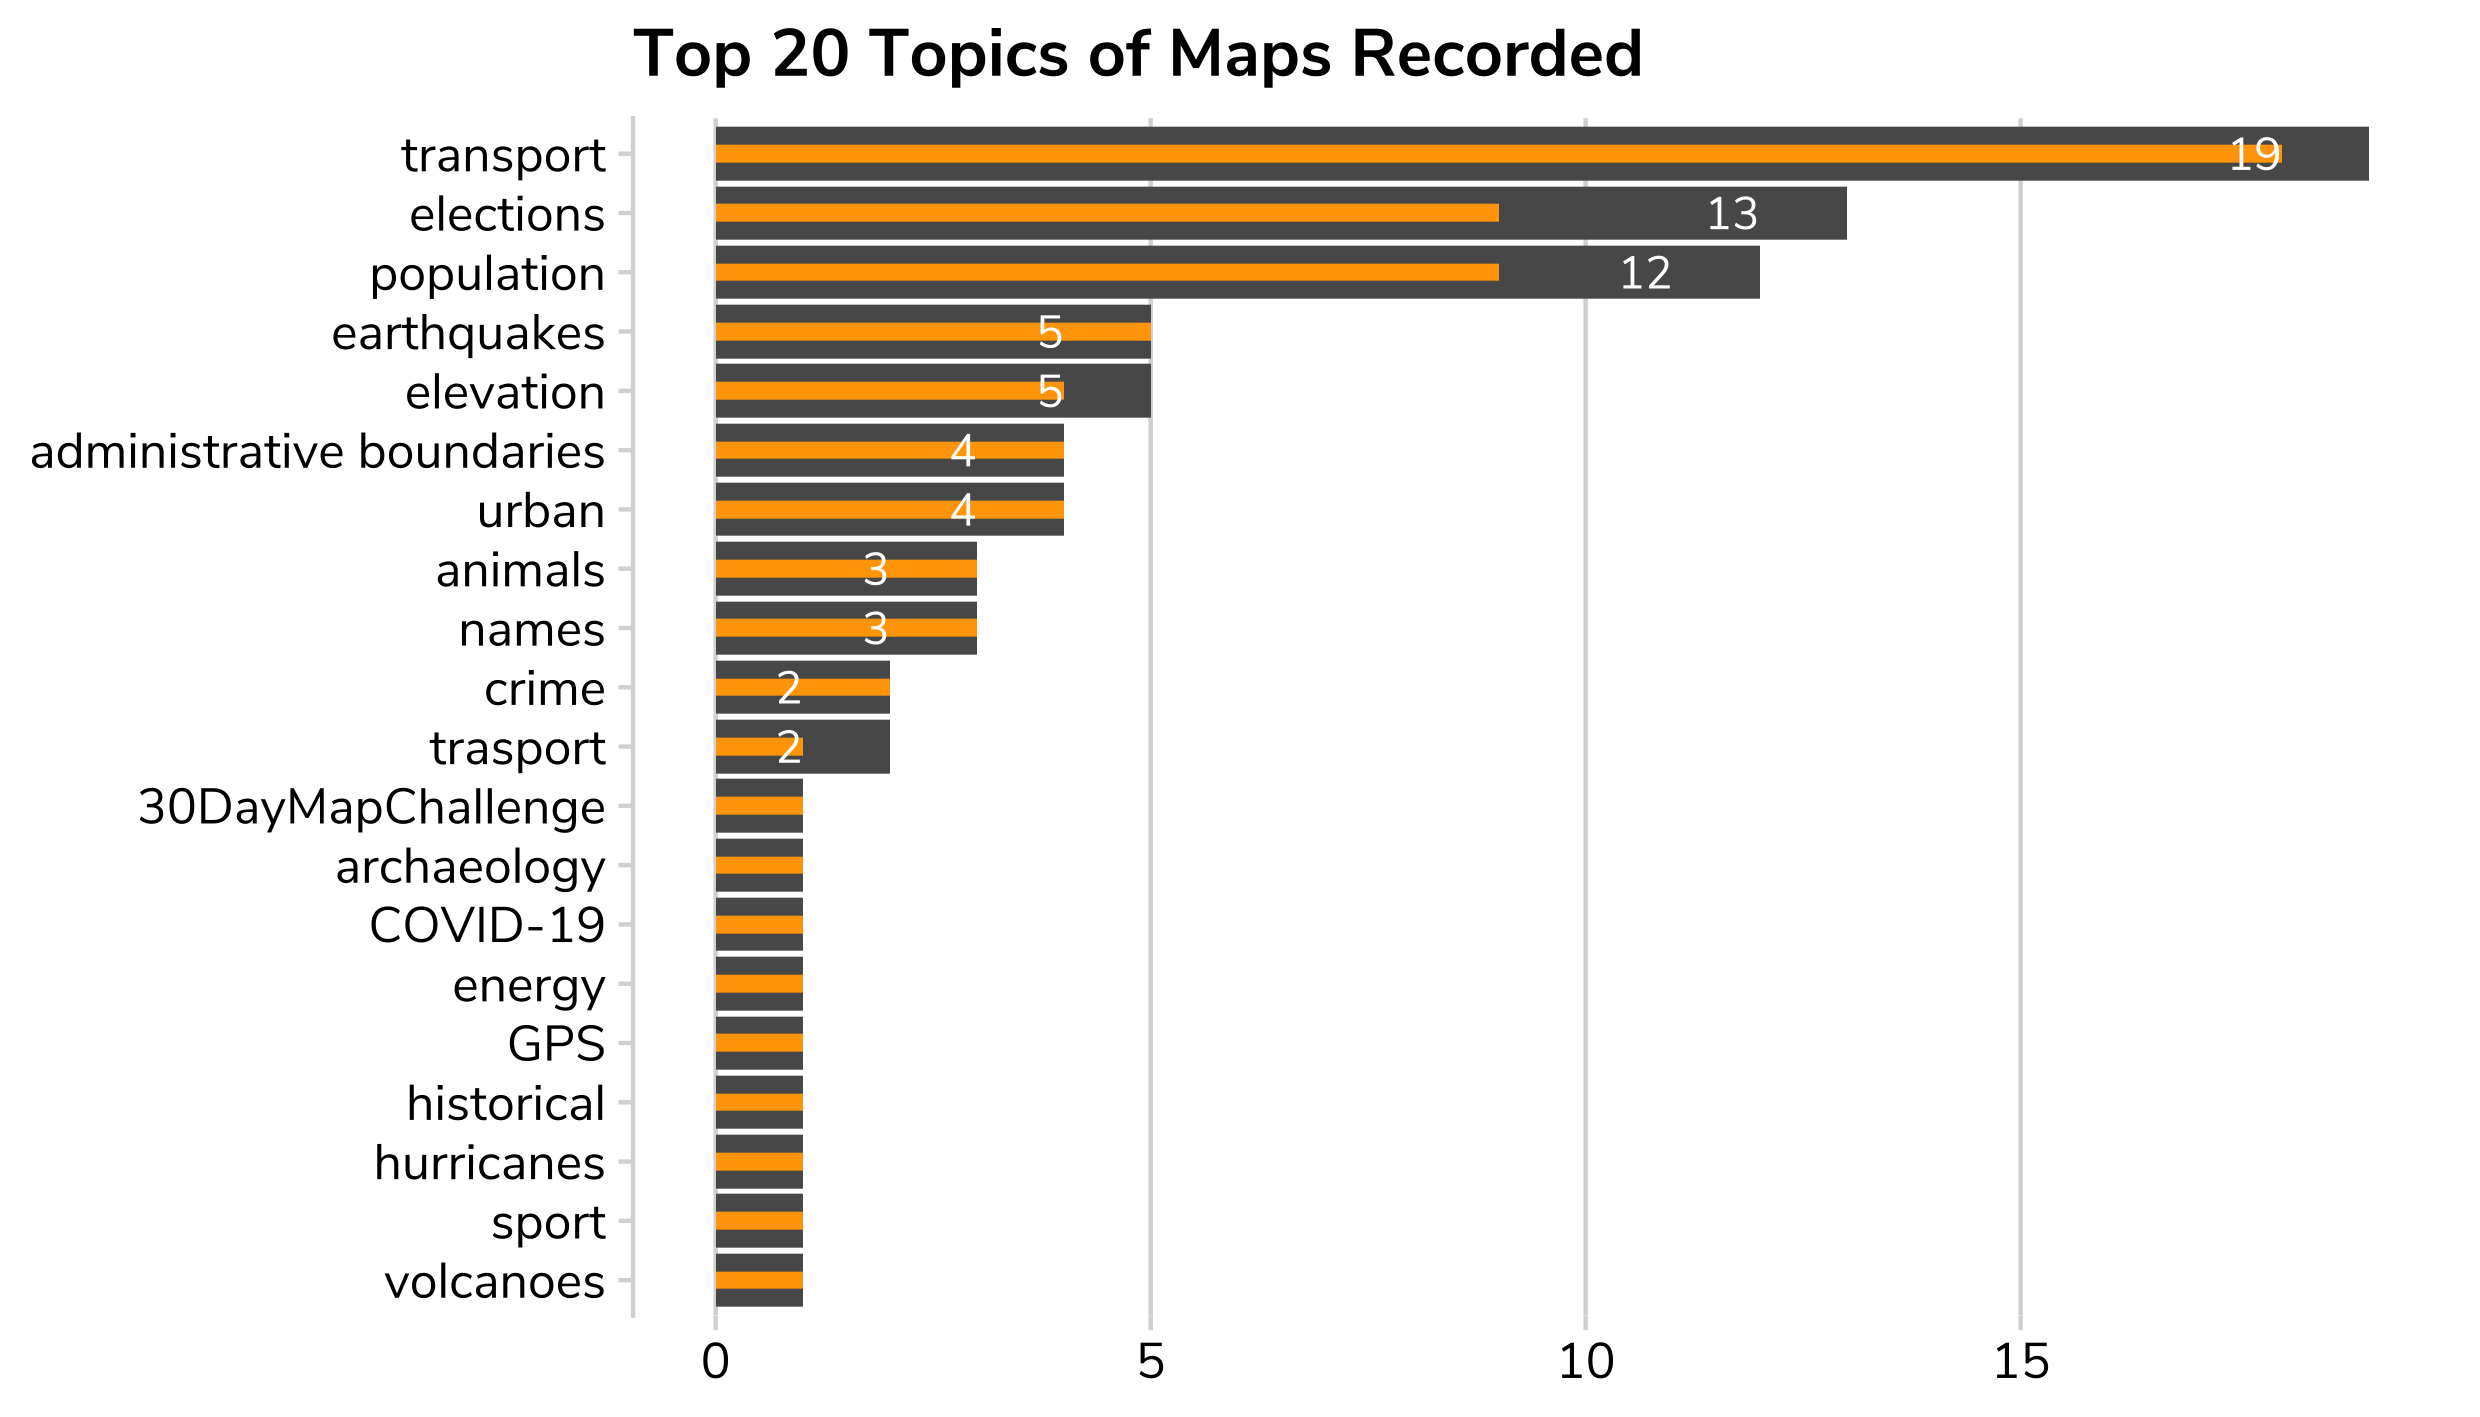 Top 20 Topics of Maps Recorded
transport 19
elections 13
population 12
earthquakes 5
elevation 5
administrative boundaries 4
urban 4
animals 3
names 3
crime 2
trasport 2
30DayMapChallenge
archaeology
COVID-19
energy
GPS
historical
hurricanes
sport
volcanoes
0 5 10 15